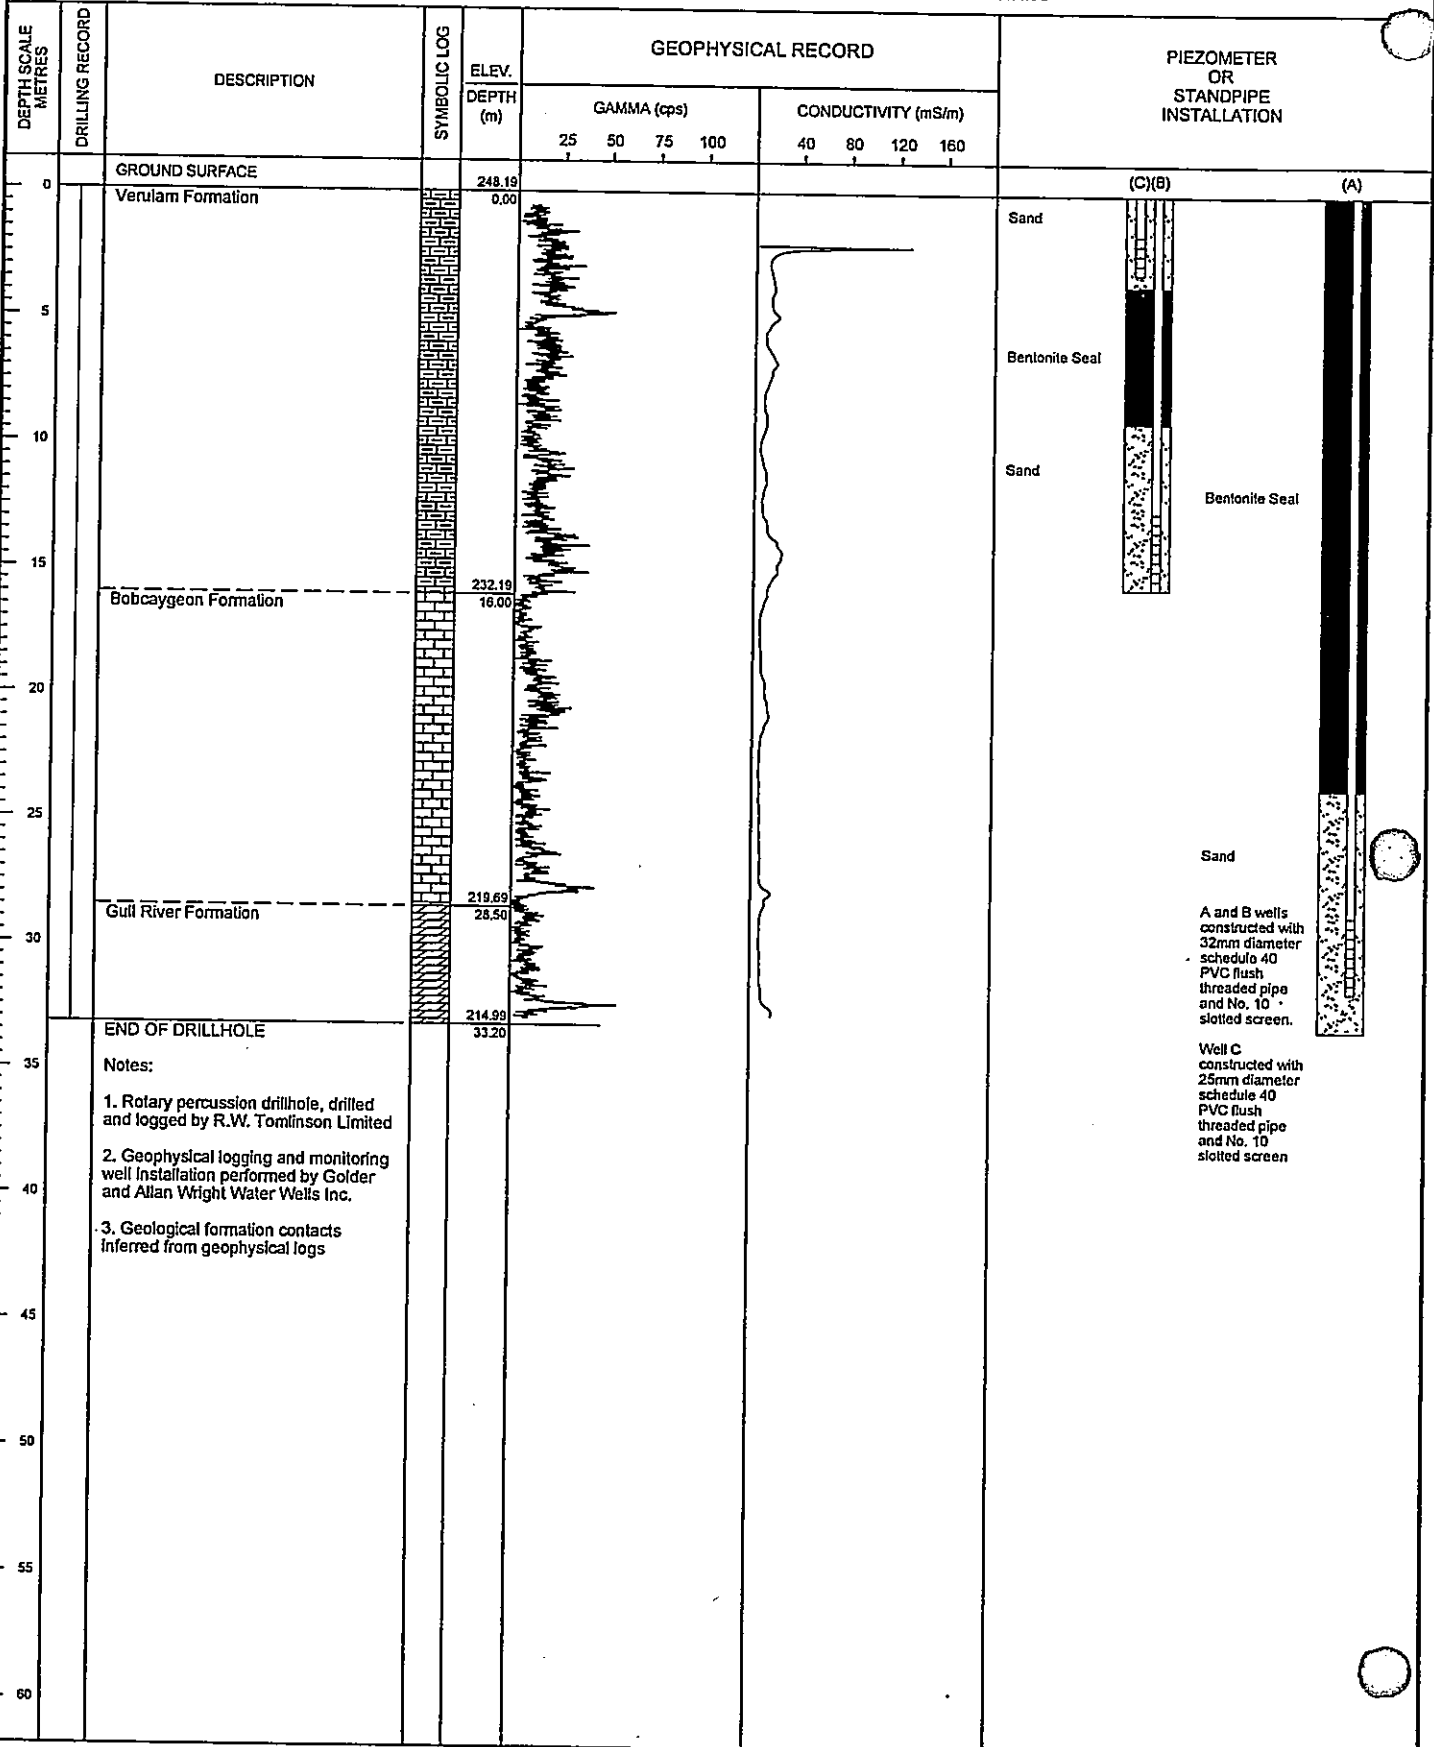 DEPTH SCALE
METRES
DRILLING RECORD
DESCRIPTION
SYMBOLIC LOG
ELEV.
DEPTH
(m)
GEOPHYSICAL RECORD
GAMMA (cps)
25 50 75 100
CONDUCTIVITY (mS/m)
40 80 120 160
PIEZOMETER
OR
STANDPIPE
INSTALLATION
GROUND SURFACE
248.19
(C)(B)
(A)
0
Verulam Formation
0.00
Sand
5
Bentonite Seal
10
Sand
Bentonite Seal
15
232.19
Bobcaygeon Formation
16.00
20
25
Sand
219.69
Gull River Formation
28.50
30
A and B wells
constructed with
32mm diameter
schedule 40
PVC flush
threaded pipe
and No. 10
slotted screen.
214.99
END OF DRILLHOLE
33.20
35
Notes:
Well C
constructed with
25mm diameter
schedule 40
PVC flush
threaded pipe
and No. 10
slotted screen
1. Rotary percussion drillhole, drilled
and logged by R.W. Tomlinson Limited
2. Geophysical logging and monitoring
well installation performed by Golder
and Allan Wright Water Wells Inc.
40
3. Geological formation contacts
inferred from geophysical logs
45
50
55
60